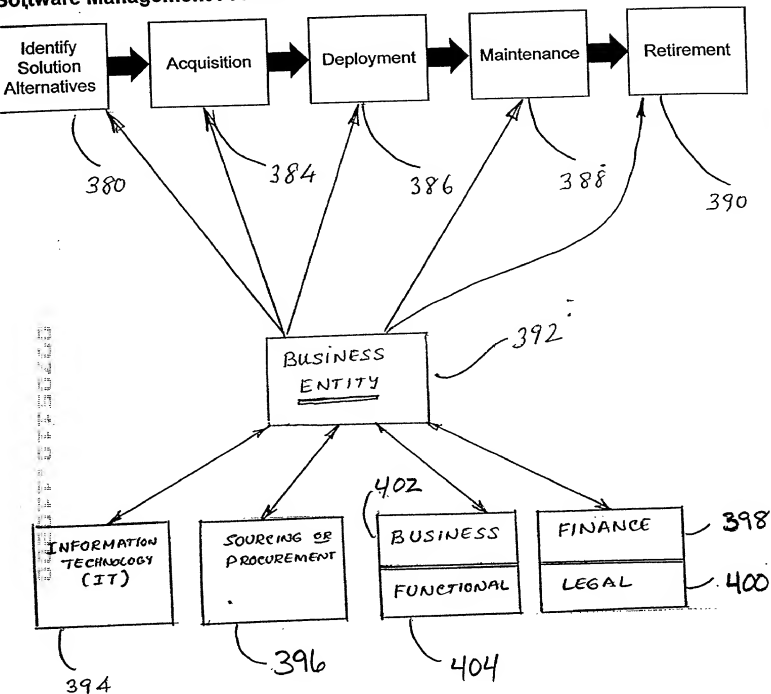 Software Management
Identify
Solution
Alternatives
Acquisition
Deployment
Maintenance
Retirement
380
384
386
388
390
BUSINESS
ENTITY
392
402
INFORMATION
TECHNOLOGY
(IT)
SOURCING OR
PROCUREMENT
BUSINESS
FUNCTIONAL
FINANCE
LEGAL
398
400
394
396
404